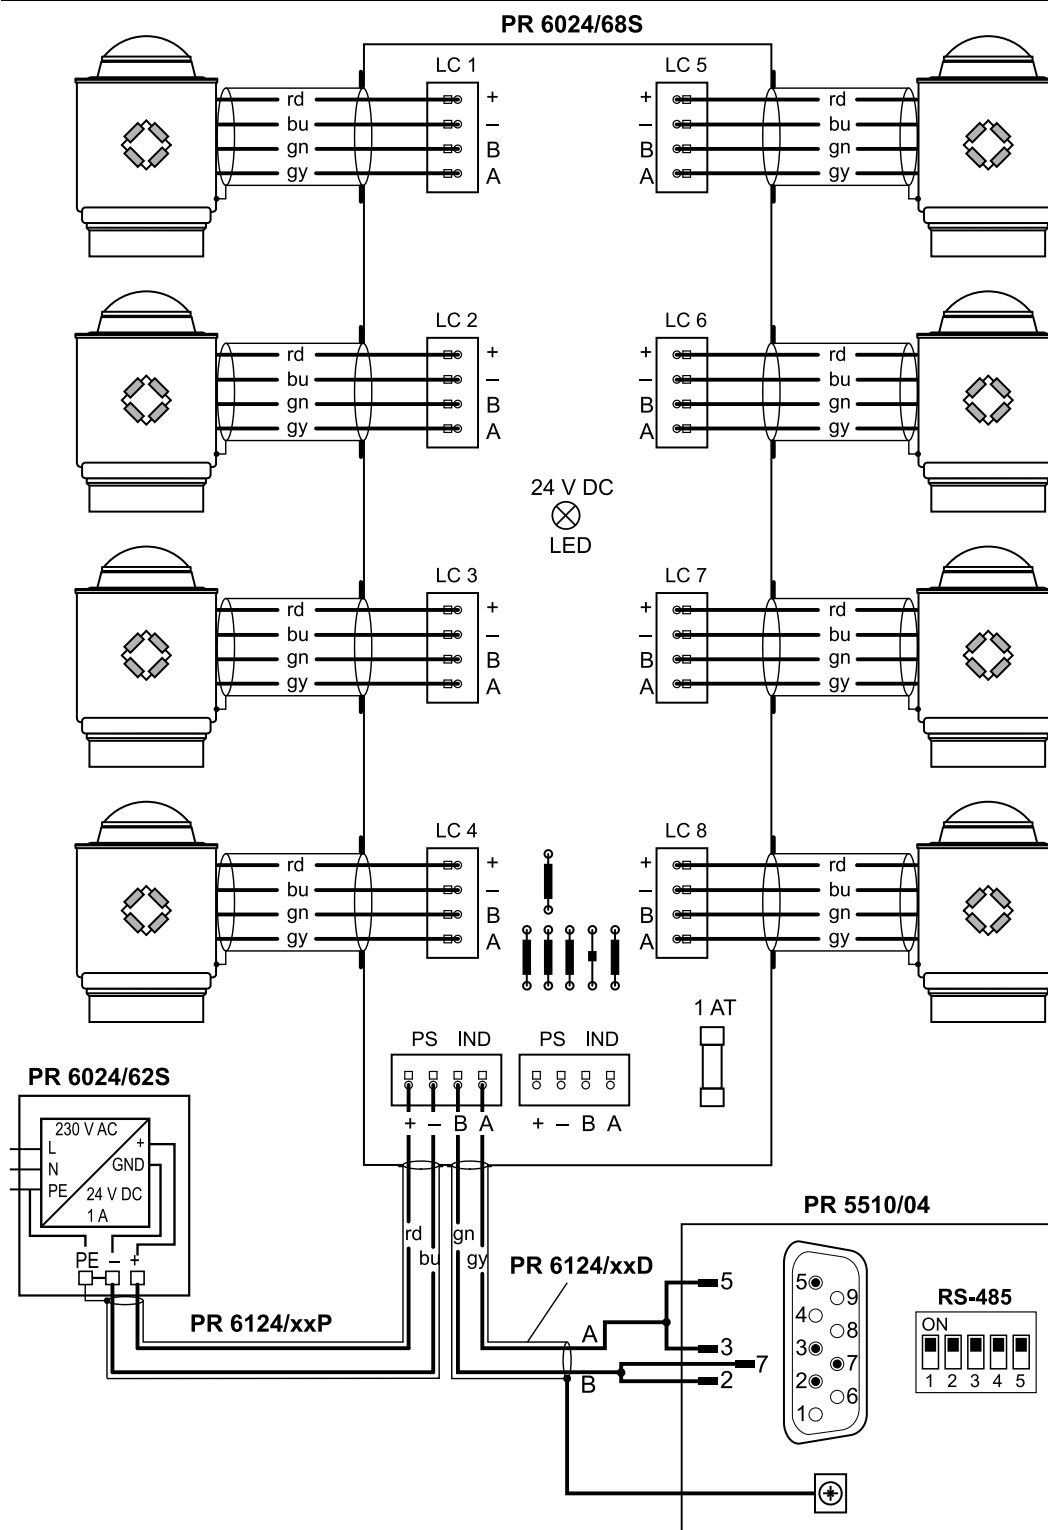 PR 6024/68S
LC 1
LC 5
rd + + rd
bu – – bu
gn B B gn
gy A A gy
LC 2
LC 6
rd + + rd
bu – – bu
gn B B gn
gy A A gy
24 V DC
LED
LC 3
LC 7
rd + + rd
bu – – bu
gn B B gn
gy A A gy
LC 4
LC 8
rd + + rd
bu – – bu
gn B B gn
gy A A gy
1 AT
PS IND PS IND
+ – B A + – B A
PR 6024/62S
230 V AC
L +
N GND
PE 24 V DC
1 A
PE – +
rd gn
bu gy
PR 6124/xxP
PR 6124/xxD
A
B
PR 5510/04
5
3
7
2
5
9
4
8
3
7
2
6
1
RS-485
ON
1 2 3 4 5